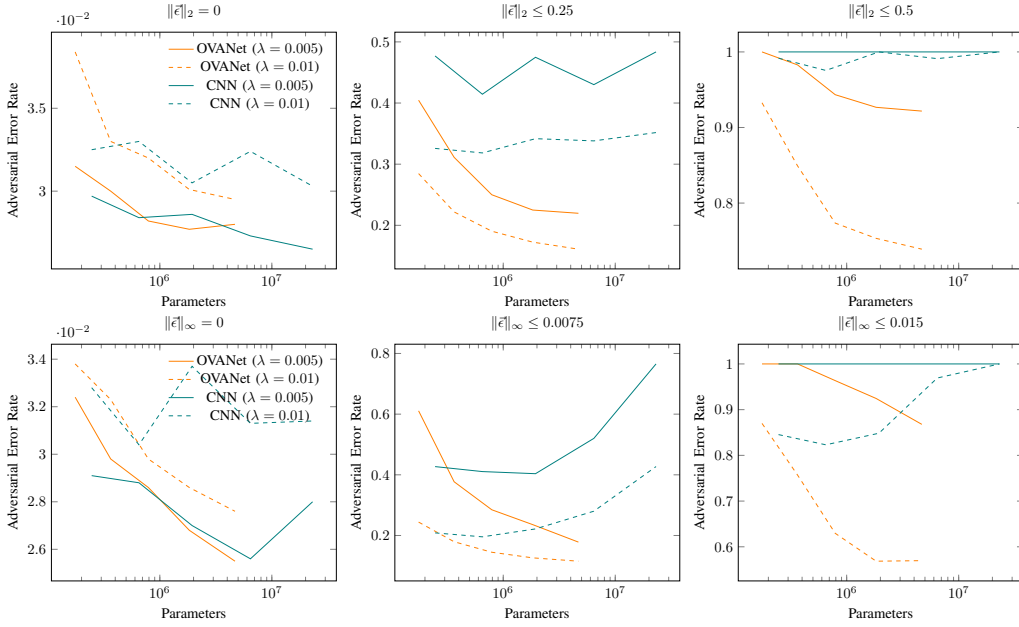 ‖ϵ⃗‖₂ = 0
·10⁻²
3.5
3
10⁶
10⁷
Parameters
Adversarial Error Rate
OVANet (λ = 0.005)
OVANet (λ = 0.01)
CNN (λ = 0.005)
CNN (λ = 0.01)
‖ϵ⃗‖₂ ≤ 0.25
0.5
0.4
0.3
0.2
10⁶
10⁷
Parameters
Adversarial Error Rate
‖ϵ⃗‖₂ ≤ 0.5
1
0.9
0.8
10⁶
10⁷
Parameters
Adversarial Error Rate
‖ϵ⃗‖∞ = 0
·10⁻²
3.4
3.2
3
2.8
2.6
10⁶
10⁷
Parameters
Adversarial Error Rate
OVANet (λ = 0.005)
OVANet (λ = 0.01)
CNN (λ = 0.005)
CNN (λ = 0.01)
‖ϵ⃗‖∞ ≤ 0.0075
0.8
0.6
0.4
0.2
10⁶
10⁷
Parameters
Adversarial Error Rate
‖ϵ⃗‖∞ ≤ 0.015
1
0.9
0.8
0.7
0.6
10⁶
10⁷
Parameters
Adversarial Error Rate